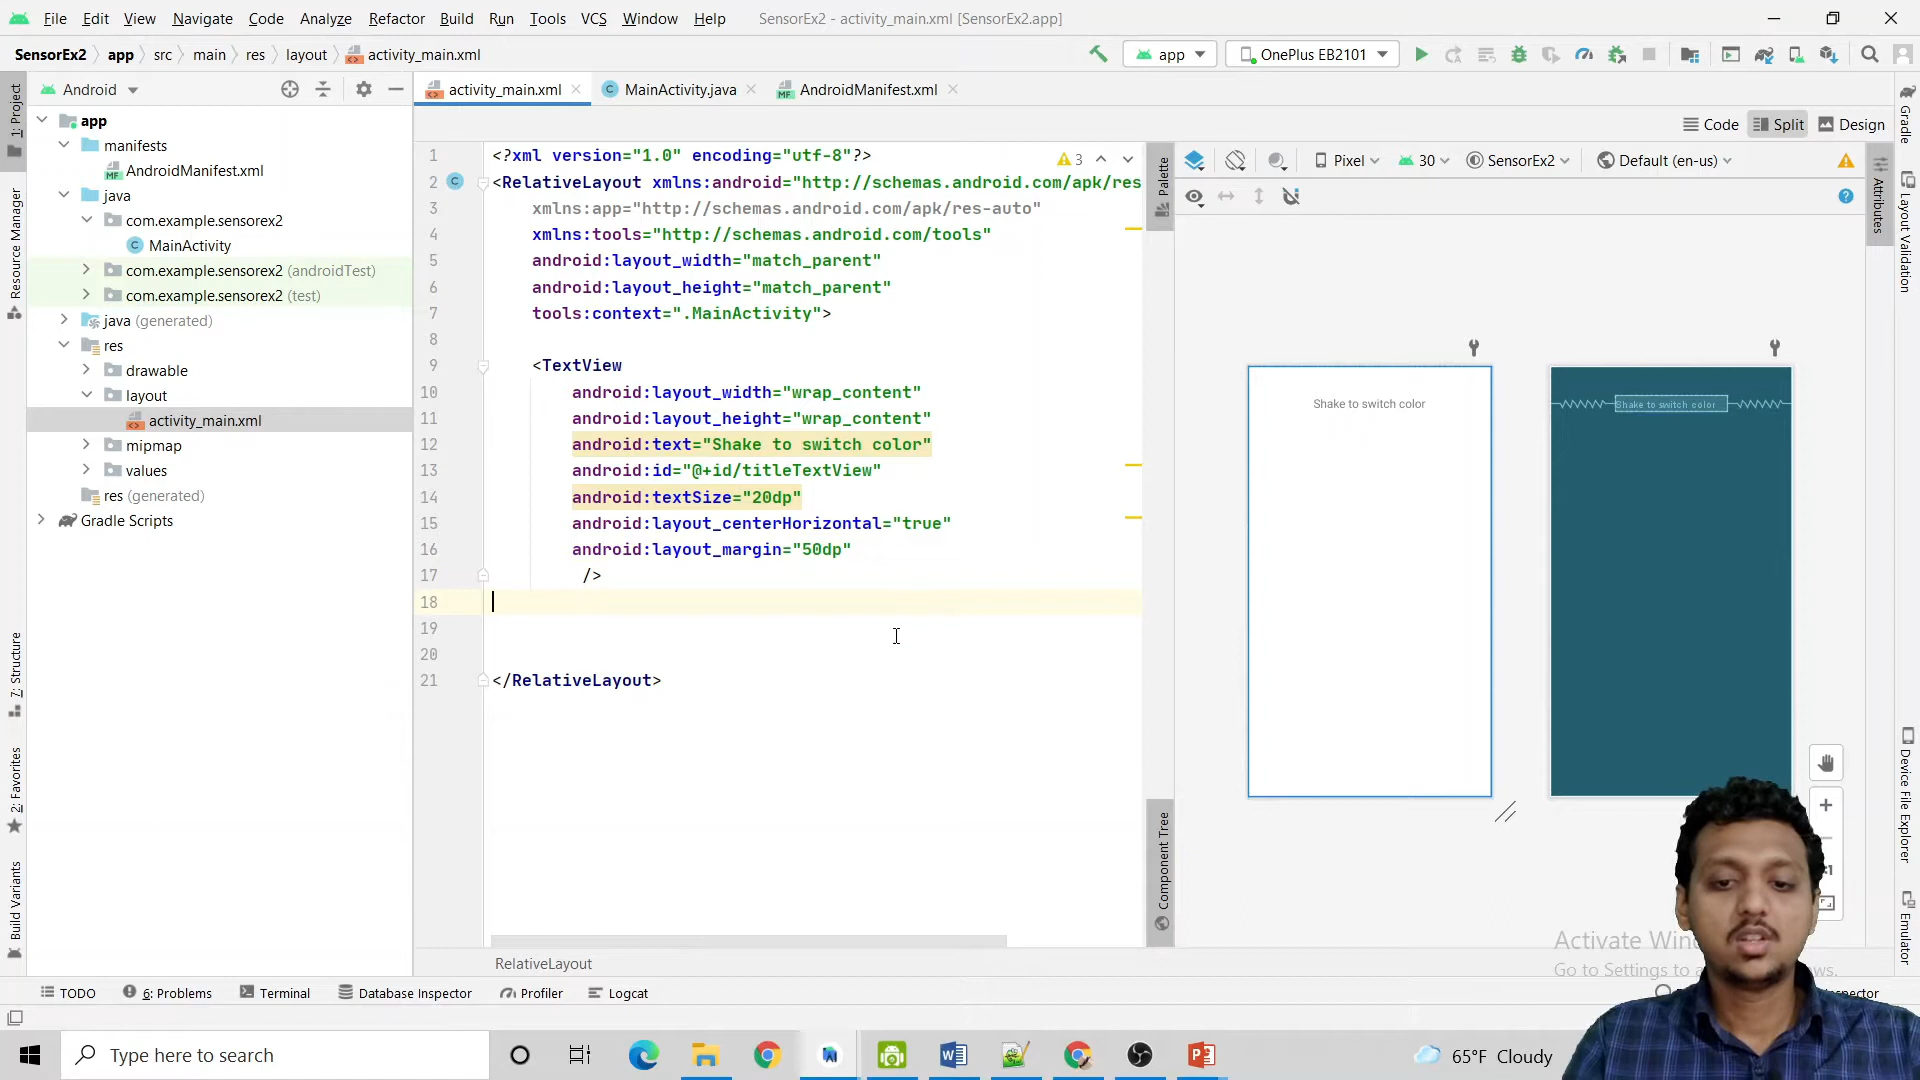 File Edit View Navigate Code Analyze Refactor Build Run Tools VCS Window Help SensorEx2 - activity_main.xml [SensorEx2.app]
SensorEx2 app src main res layout activity_main.xml app OnePlus EB2101
Android
activity_main.xml MainActivity.java AndroidManifest.xml
Code Split Design
1: Project
Resource Manager
7: Structure
2: Favorites
Build Variants
app
manifests
AndroidManifest.xml
java
com.example.sensorex2
MainActivity
com.example.sensorex2 (androidTest)
com.example.sensorex2 (test)
java (generated)
res
drawable
layout
activity_main.xml
mipmap
values
res (generated)
Gradle Scripts
1 <?xml version="1.0" encoding="utf-8"?>
2 <RelativeLayout xmlns:android="http://schemas.android.com/apk/res
3 xmlns:app="http://schemas.android.com/apk/res-auto"
4 xmlns:tools="http://schemas.android.com/tools"
5 android:layout_width="match_parent"
6 android:layout_height="match_parent"
7 tools:context=".MainActivity">
8
9 <TextView
10 android:layout_width="wrap_content"
11 android:layout_height="wrap_content"
12 android:text="Shake to switch color"
13 android:id="@+id/titleTextView"
14 android:textSize="20dp"
15 android:layout_centerHorizontal="true"
16 android:layout_margin="50dp"
17 />
18
19
20
21 </RelativeLayout>
3
RelativeLayout
Palette
Component Tree
Pixel 30 SensorEx2 Default (en-us)
Shake to switch color
Shake to switch color
Attributes
Gradle
Layout Validation
Device File Explorer
Emulator
Activate Win
Go to Settings to a ws.
TODO 6: Problems Terminal Database Inspector Profiler Logcat
Type here to search
65°F Cloudy